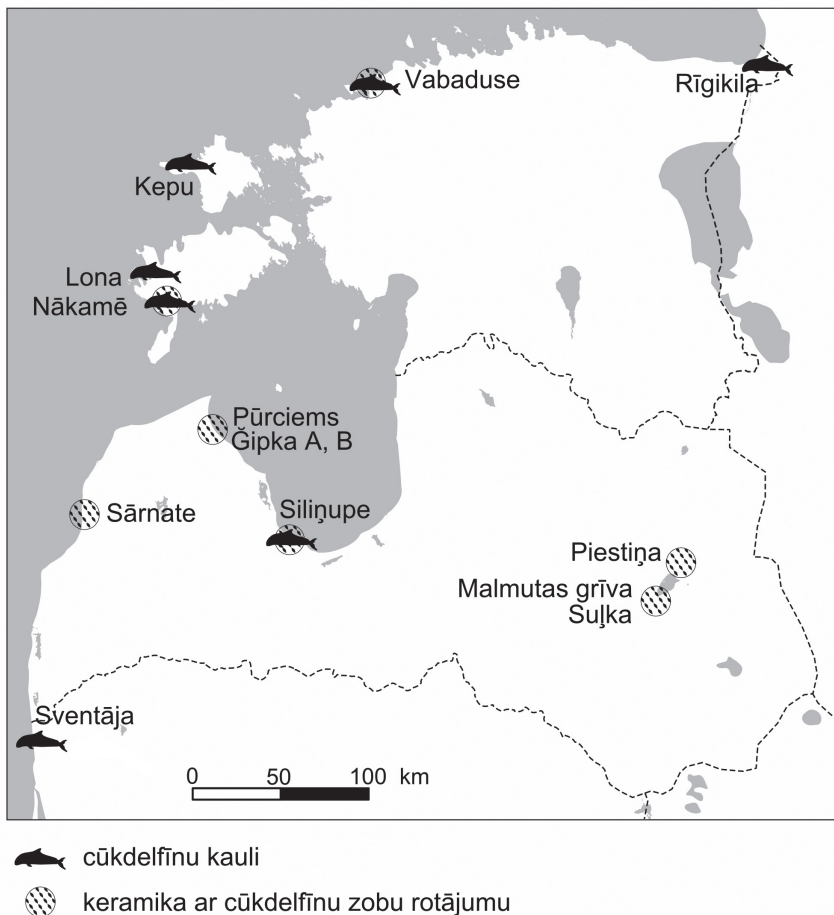 Vabaduse
Rīgikila
Kepu
Lona
Nākamē
Pūrciems
Ģipka A, B
Sārnate
Siliņupe
Piestiņa
Malmutas grīva
Suļka
Sventāja
0 50 100 km
cūkdelfīnu kauli
keramika ar cūkdelfīnu zobu rotājumu